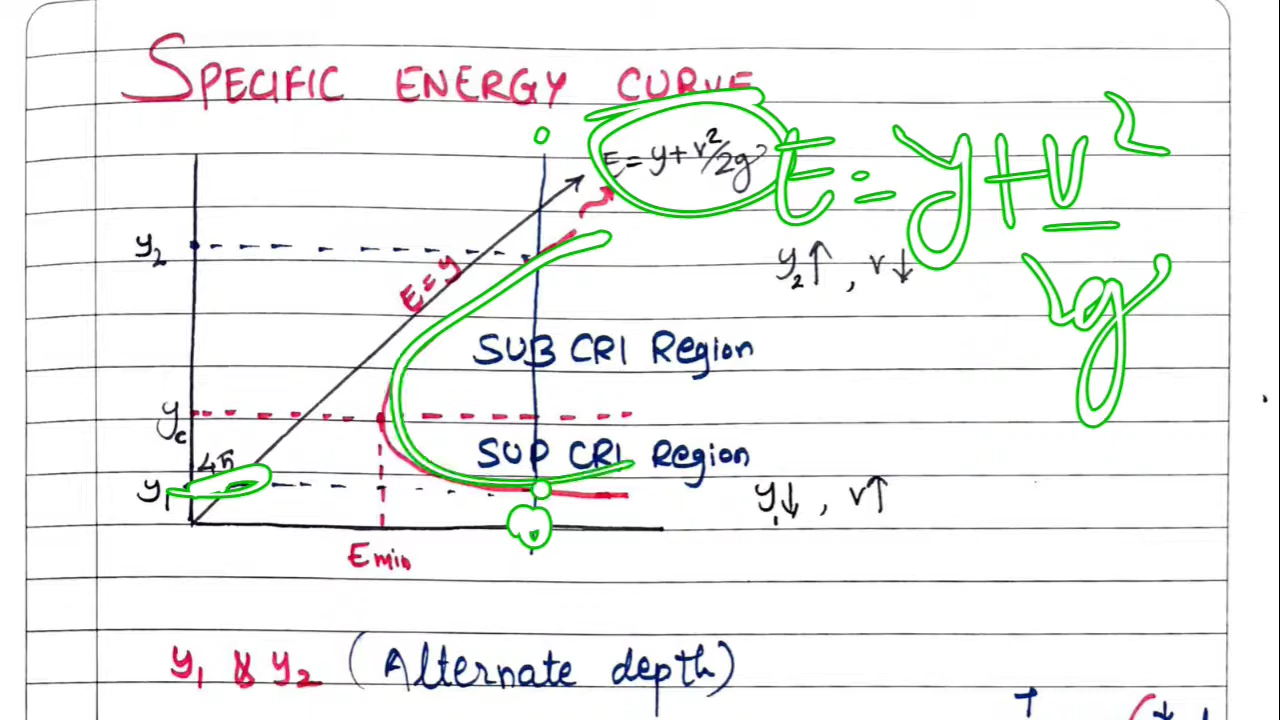 SPECIFIC ENERGY CURVE
E = y + v²/2g
E = y + v²/2g
y₂
E = y
y₂↑, v↓
SUB CRI Region
yc
45
SUP CRI Region
y₁
y↓, v↑
Emin
y₁ & y₂ (Alternate depth)